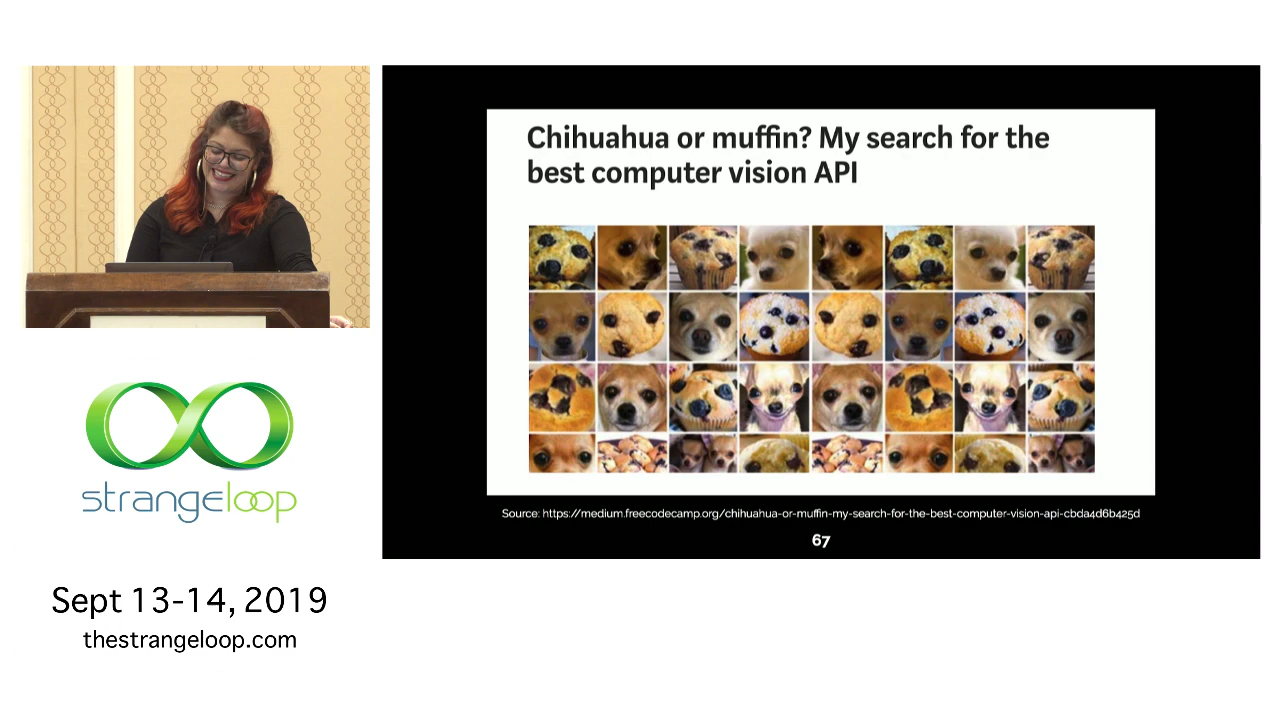 Chihuahua or muffin? My search for the
best computer vision API
Source: https://medium.freecodecamp.org/chihuahua-or-muffin-my-search-for-the-best-computer-vision-api-cbda4d6b425d
67
strangeloop
Sept 13-14, 2019
thestrangeloop.com